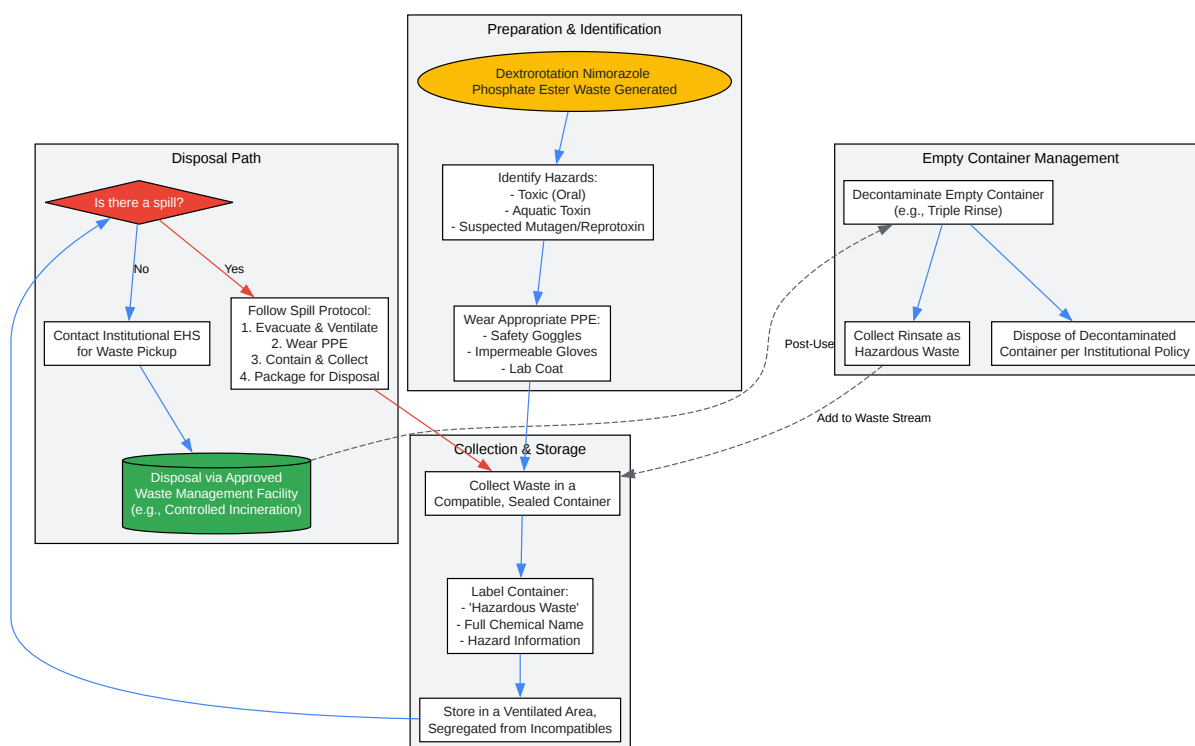 Preparation & Identification
Dextrorotation Nimorazole
Phosphate Ester Waste Generated
Identify Hazards:
- Toxic (Oral)
- Aquatic Toxin
- Suspected Mutagen/Reprotoxin
Wear Appropriate PPE:
- Safety Goggles
- Impermeable Gloves
- Lab Coat
Disposal Path
Is there a spill?
No
Yes
Contact Institutional EHS
for Waste Pickup
Follow Spill Protocol:
1. Evacuate & Ventilate
2. Wear PPE
3. Contain & Collect
4. Package for Disposal
Disposal via Approved
Waste Management Facility
(e.g., Controlled Incineration)
Empty Container Management
Decontaminate Empty Container
(e.g., Triple Rinse)
Post-Use
Collect Rinsate as
Hazardous Waste
Dispose of Decontaminated
Container per Institutional Policy
Add to Waste Stream
Collection & Storage
Collect Waste in a
Compatible, Sealed Container
Label Container:
- 'Hazardous Waste'
- Full Chemical Name
- Hazard Information
Store in a Ventilated Area,
Segregated from Incompatibles